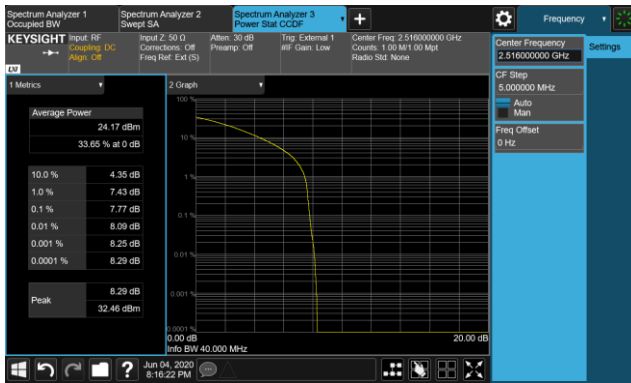 Spectrum Analyzer 1
Occupied BW
Spectrum Analyzer 2
Swept SA
Spectrum Analyzer 3
Power Stat CCDF
Frequency
KEYSIGHT
Input: RF
Coupling: DC
Align: Off
Input Z: 50 Ω
Corrections: Off
Freq Ref: Ext (S)
Atten: 30 dB
Preamp: Off
Trig: External 1
#IF Gain: Low
Center Freq: 2.516000000 GHz
Counts: 1.00 M/1.00 Mpt
Radio Std: None
LXI
Center Frequency
2.516000000 GHz
Settings
CF Step
5.000000 MHz
Auto
Man
Freq Offset
0 Hz
1 Metrics
Average Power
24.17 dBm
33.65 % at 0 dB
10.0 % 4.35 dB
1.0 % 7.43 dB
0.1 % 7.77 dB
0.01 % 8.09 dB
0.001 % 8.25 dB
0.0001 % 8.29 dB
Peak
8.29 dB
32.46 dBm
2 Graph
100 %
10 %
1 %
0.1 %
0.01 %
0.001 %
0.0001 %
0.00 dB
20.00 dB
Info BW 40.000 MHz
?
Jun 04, 2020
8:16:22 PM